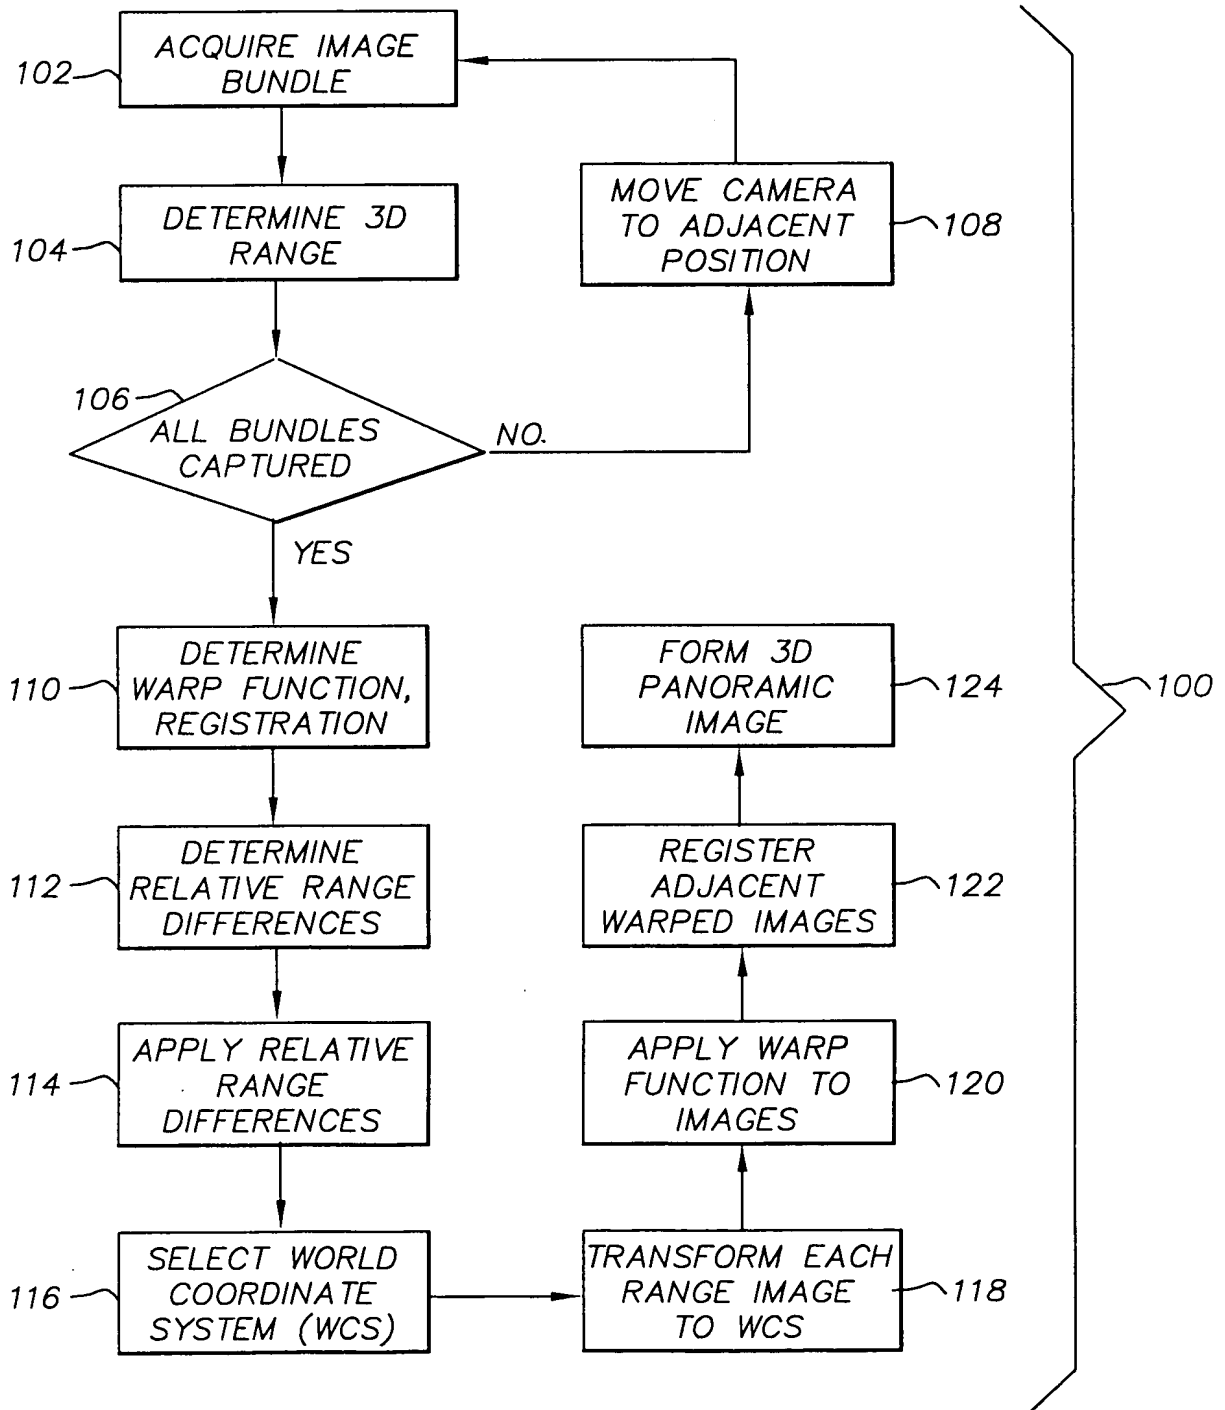 ACQUIRE IMAGE
BUNDLE
102
DETERMINE 3D
RANGE
104
MOVE CAMERA
TO ADJACENT
POSITION
108
106
ALL BUNDLES
CAPTURED
NO.
YES
DETERMINE
WARP FUNCTION,
REGISTRATION
110
DETERMINE
RELATIVE RANGE
DIFFERENCES
112
APPLY RELATIVE
RANGE
DIFFERENCES
114
SELECT WORLD
COORDINATE
SYSTEM (WCS)
116
TRANSFORM EACH
RANGE IMAGE
TO WCS
118
APPLY WARP
FUNCTION TO
IMAGES
120
REGISTER
ADJACENT
WARPED IMAGES
122
FORM 3D
PANORAMIC
IMAGE
124
100